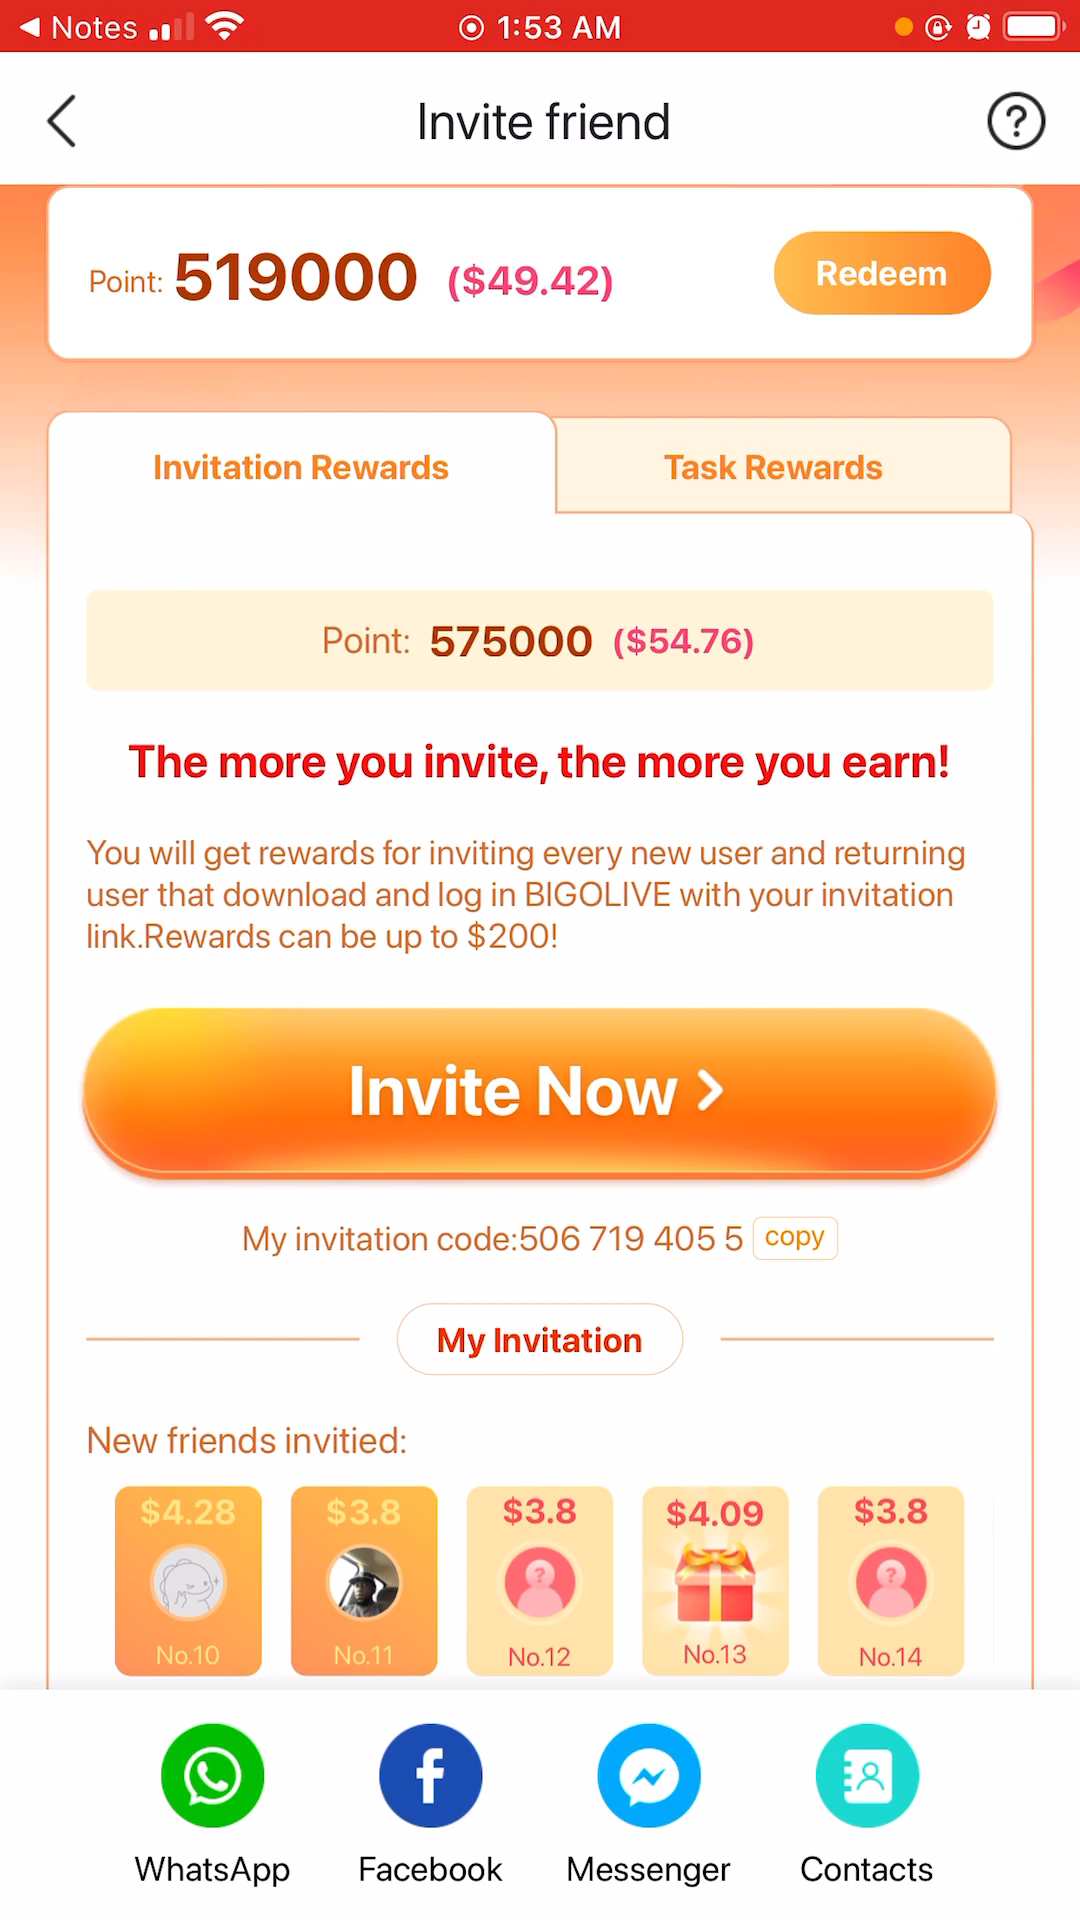 Notes 1:53 AM
Invite friend
Point: 519000 ($49.42) Redeem
Invitation Rewards Task Rewards
Point: 575000 ($54.76)
The more you invite, the more you earn!
You will get rewards for inviting every new user and returning
user that download and log in BIGOLIVE with your invitation
link.Rewards can be up to $200!
Invite Now
My invitation code:506 719 405 5 copy
My Invitation
New friends invitied:
$4.28 $3.8 $3.8 $4.09 $3.8
No.10 No.11 No.12 No.13 No.14
WhatsApp Facebook Messenger Contacts